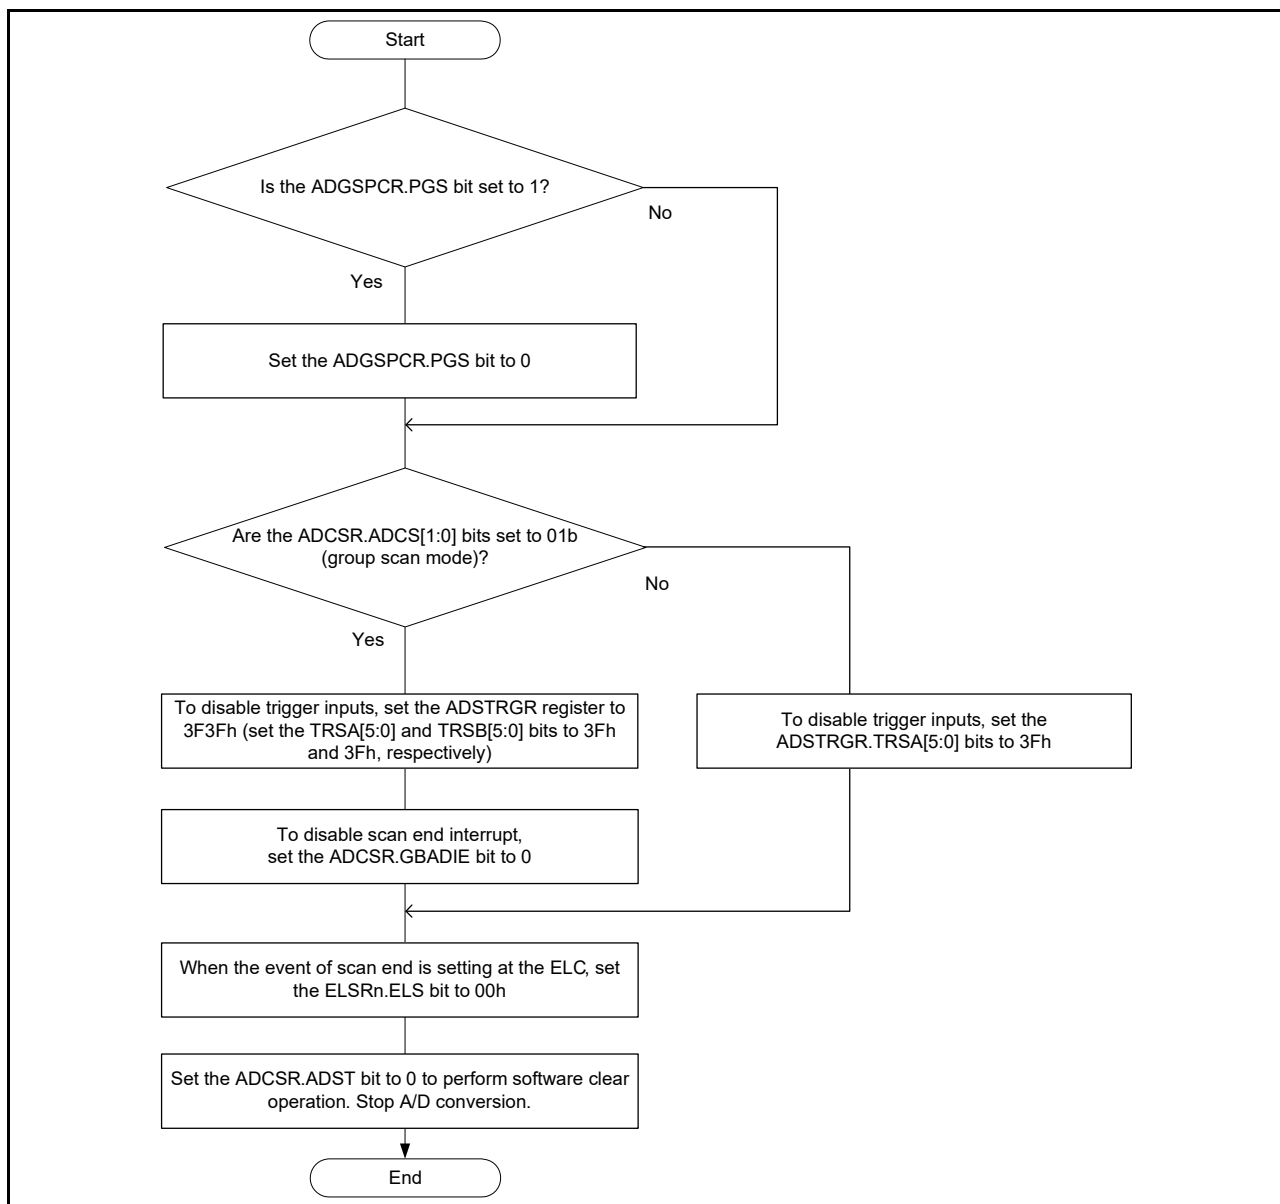 Start
Is the ADGSPCR.PGS bit set to 1?
No
Yes
Set the ADGSPCR.PGS bit to 0
Are the ADCSR.ADCS[1:0] bits set to 01b
(group scan mode)?
No
Yes
To disable trigger inputs, set the ADSTRGR register to
3F3Fh (set the TRSA[5:0] and TRSB[5:0] bits to 3Fh
and 3Fh, respectively)
To disable trigger inputs, set the
ADSTRGR.TRSA[5:0] bits to 3Fh
To disable scan end interrupt,
set the ADCSR.GBADIE bit to 0
When the event of scan end is setting at the ELC, set
the ELSRn.ELS bit to 00h
Set the ADCSR.ADST bit to 0 to perform software clear
operation. Stop A/D conversion.
End